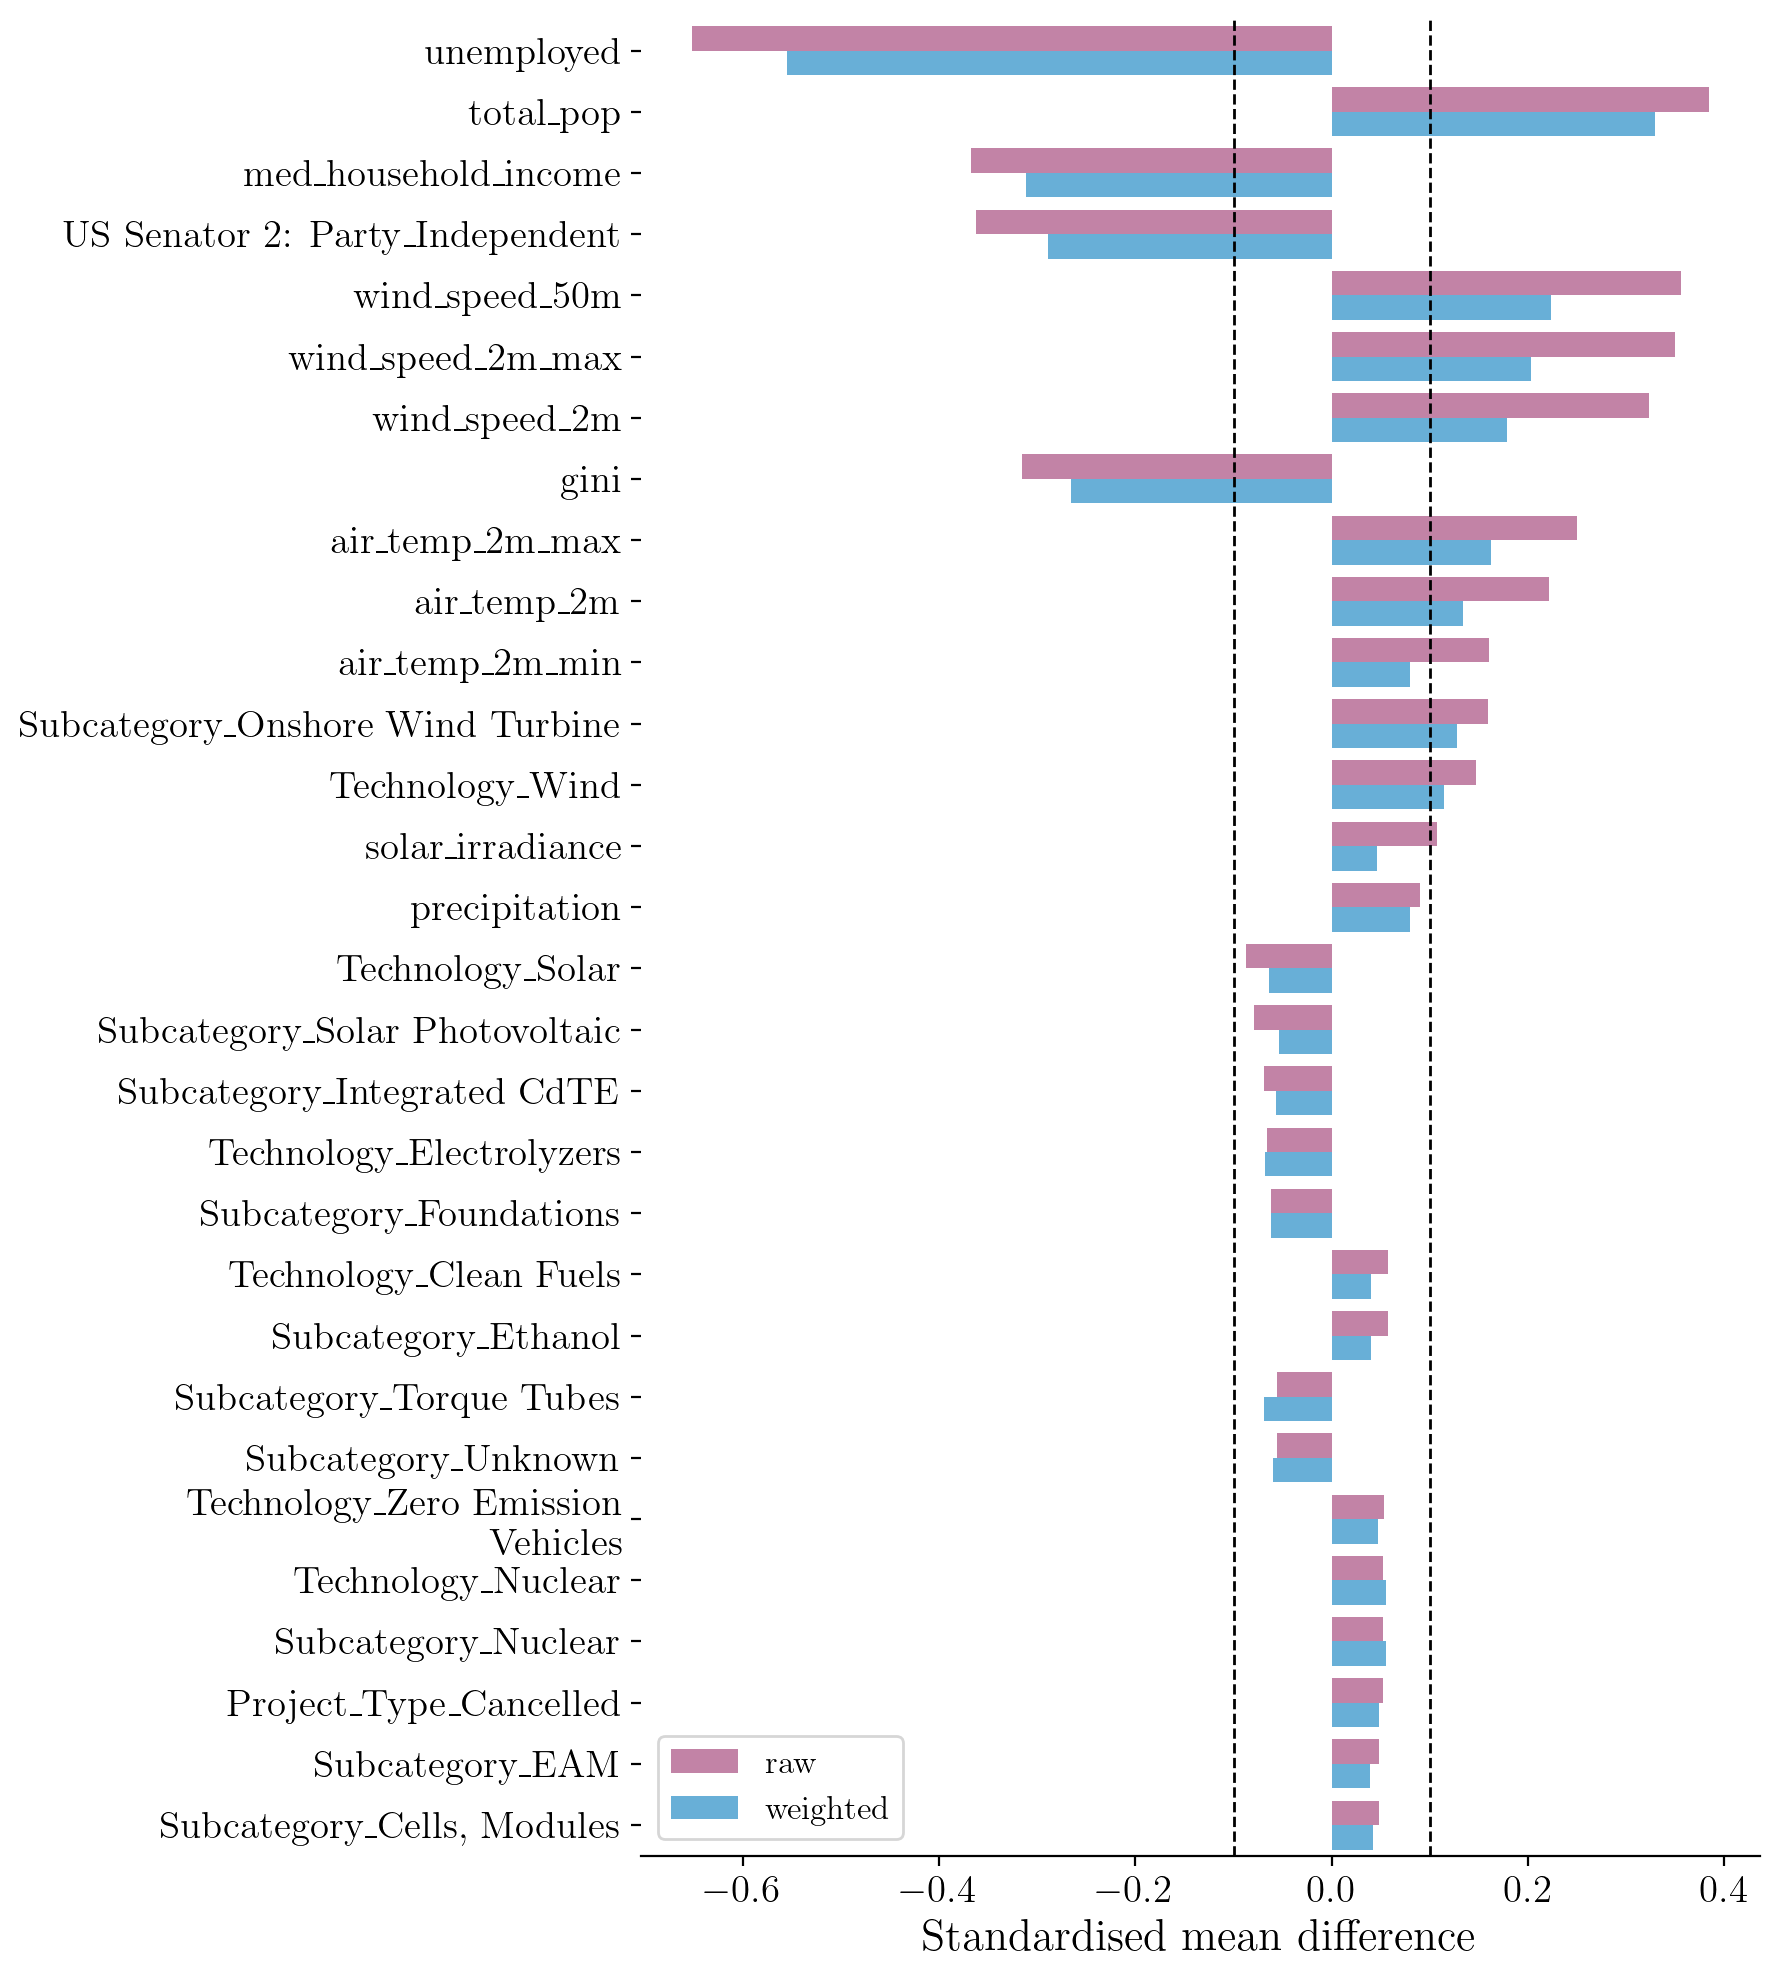 unemployed
total_pop
med_household_income
US Senator 2: Party_Independent
wind_speed_50m
wind_speed_2m_max
wind_speed_2m
gini
air_temp_2m_max
air_temp_2m
air_temp_2m_min
Subcategory_Onshore Wind Turbine
Technology_Wind
solar_irradiance
precipitation
Technology_Solar
Subcategory_Solar Photovoltaic
Subcategory_Integrated CdTE
Technology_Electrolyzers
Subcategory_Foundations
Technology_Clean Fuels
Subcategory_Ethanol
Subcategory_Torque Tubes
Subcategory_Unknown
Technology_Zero Emission
Vehicles
Technology_Nuclear
Subcategory_Nuclear
Project_Type_Cancelled
Subcategory_EAM
Subcategory_Cells, Modules
raw
weighted
−0.6 −0.4 −0.2 0.0 0.2 0.4
Standardised mean difference